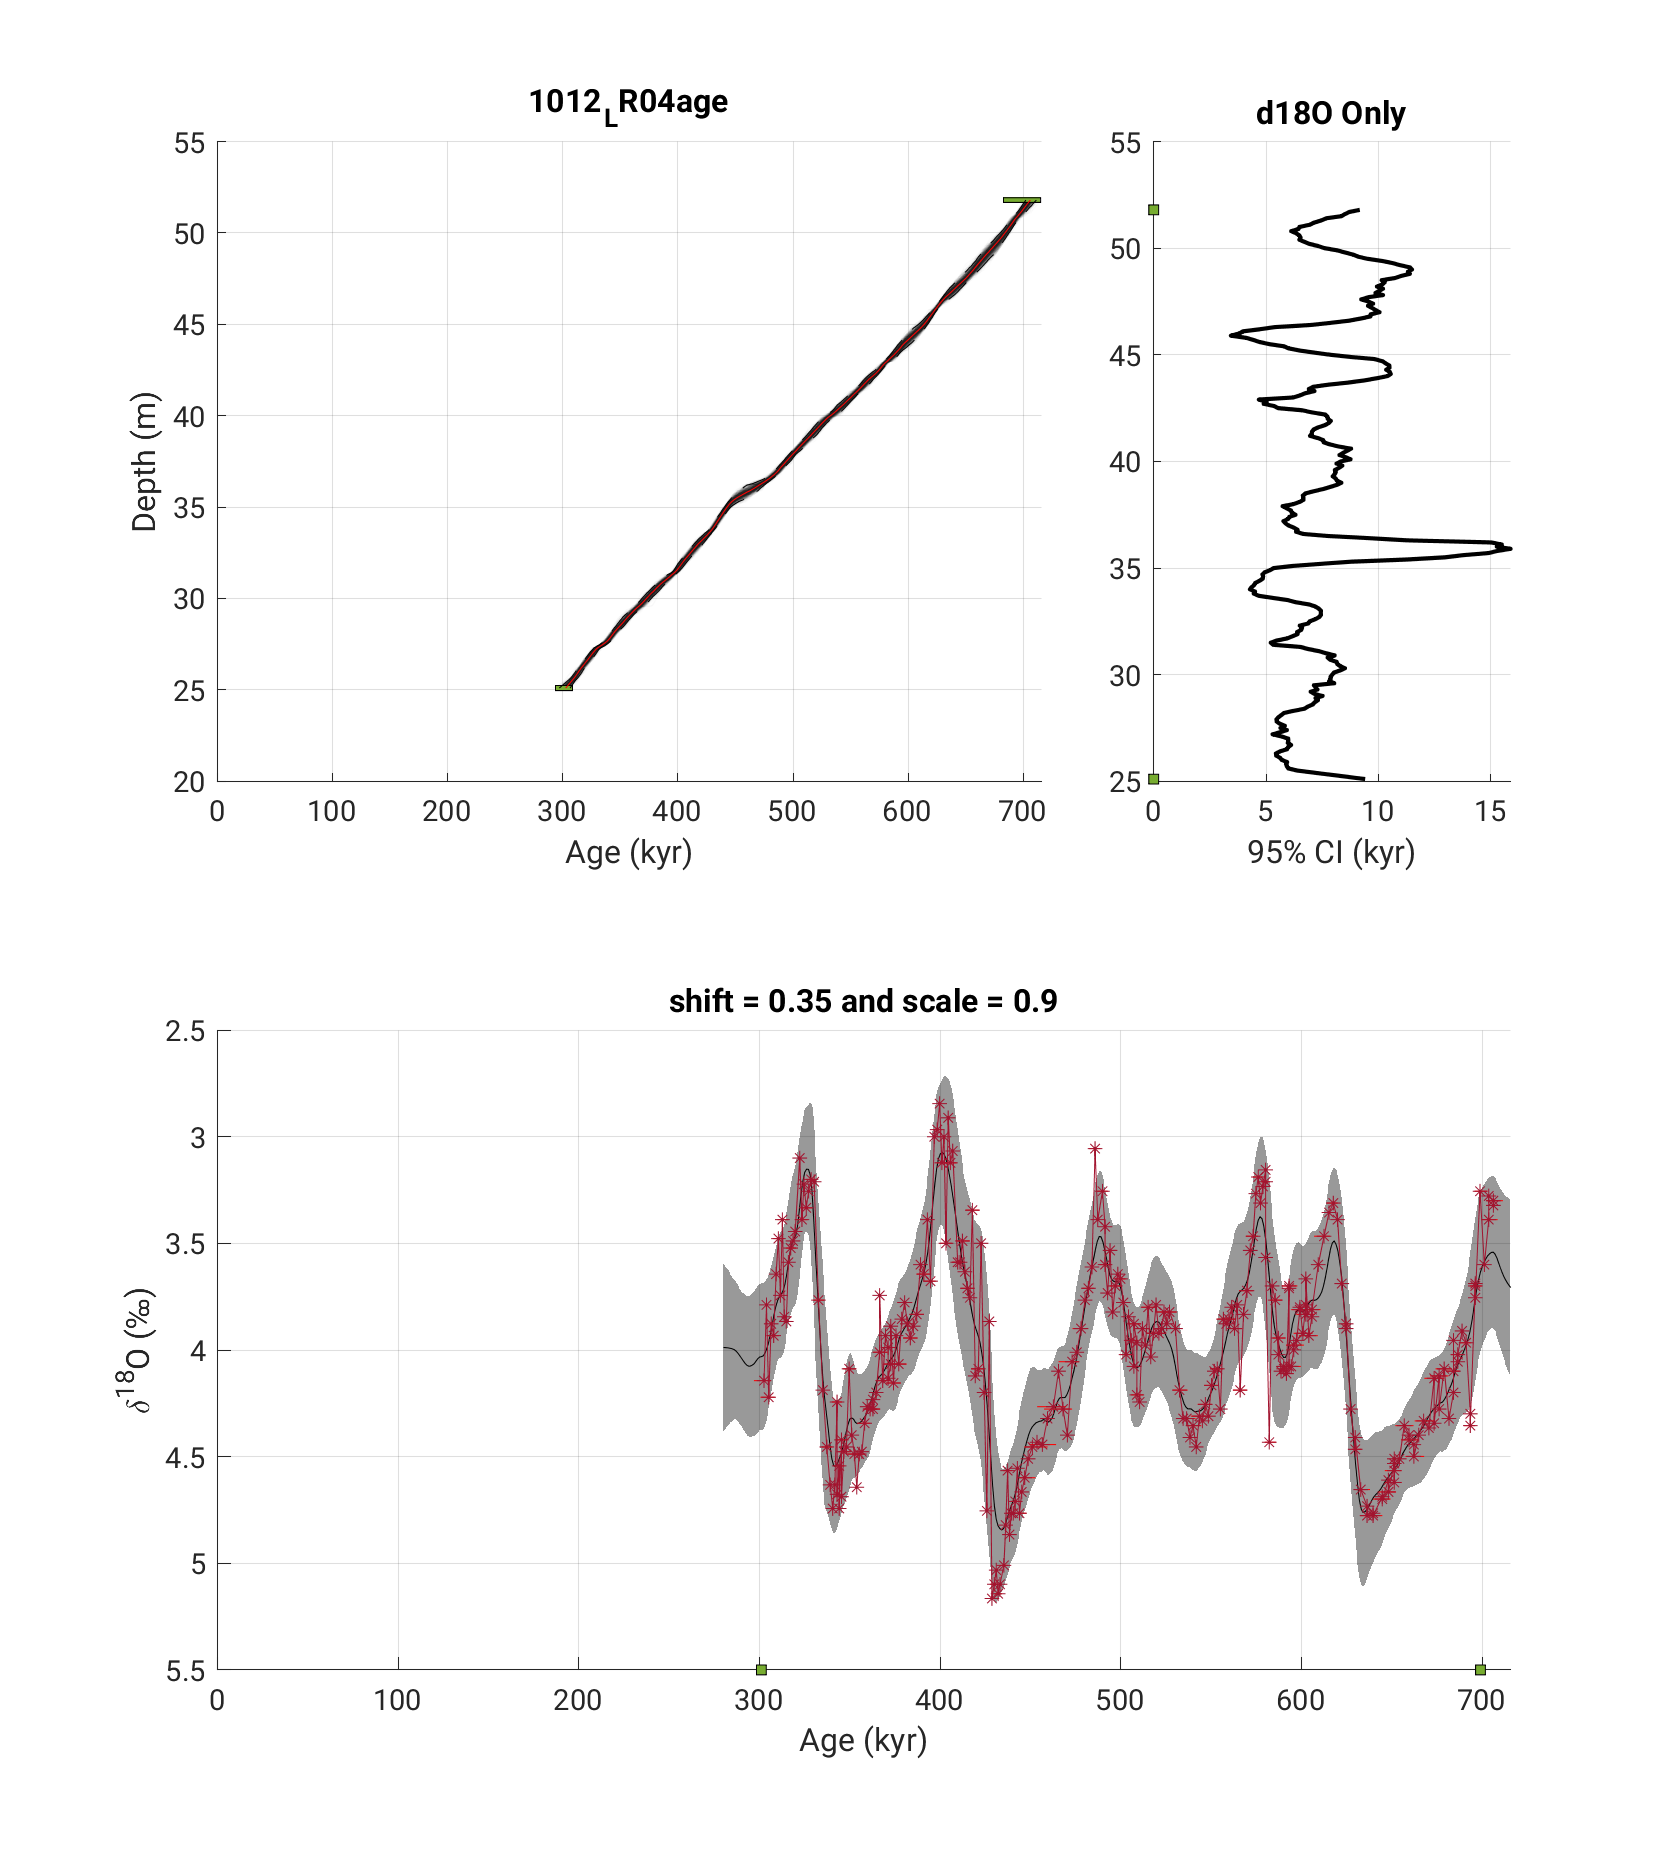 1012LR04age
d18O Only
55
50
45
40
35
30
25
20
Depth (m)
0 100 200 300 400 500 600 700
Age (kyr)
55
50
45
40
35
30
25
0 5 10 15
95% CI (kyr)
shift = 0.35 and scale = 0.9
2.5
3
3.5
4
4.5
5
5.5
δ18O (‰)
0 100 200 300 400 500 600 700
Age (kyr)